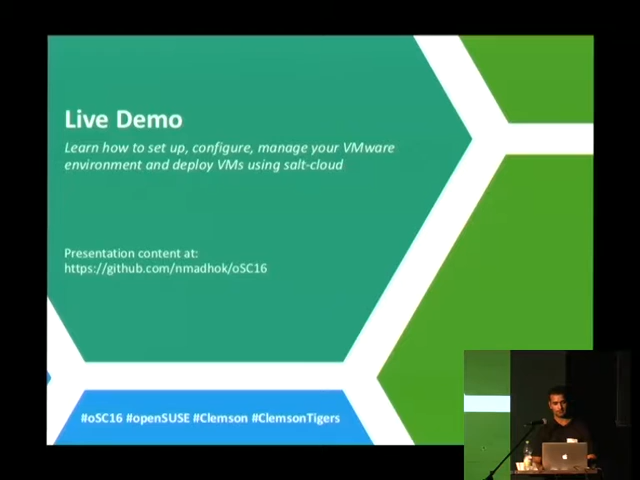 Live Demo
Learn how to set up, configure, manage your VMware
environment and deploy VMs using salt-cloud
Presentation content at:
https://github.com/nmadhok/oSC16
#oSC16 #openSUSE #Clemson #ClemsonTigers